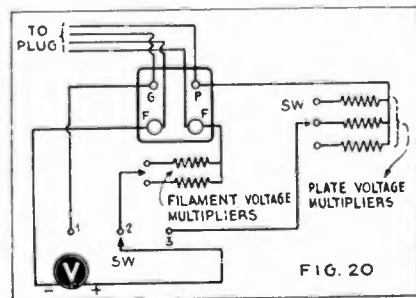 TO
PLUG
G
P
F
F
SW
FILAMENT VOLTAGE
MULTIPLIERS
PLATE VOLTAGE
MULTIPLIERS
1
2
3
SW
V
- +
FIG. 20